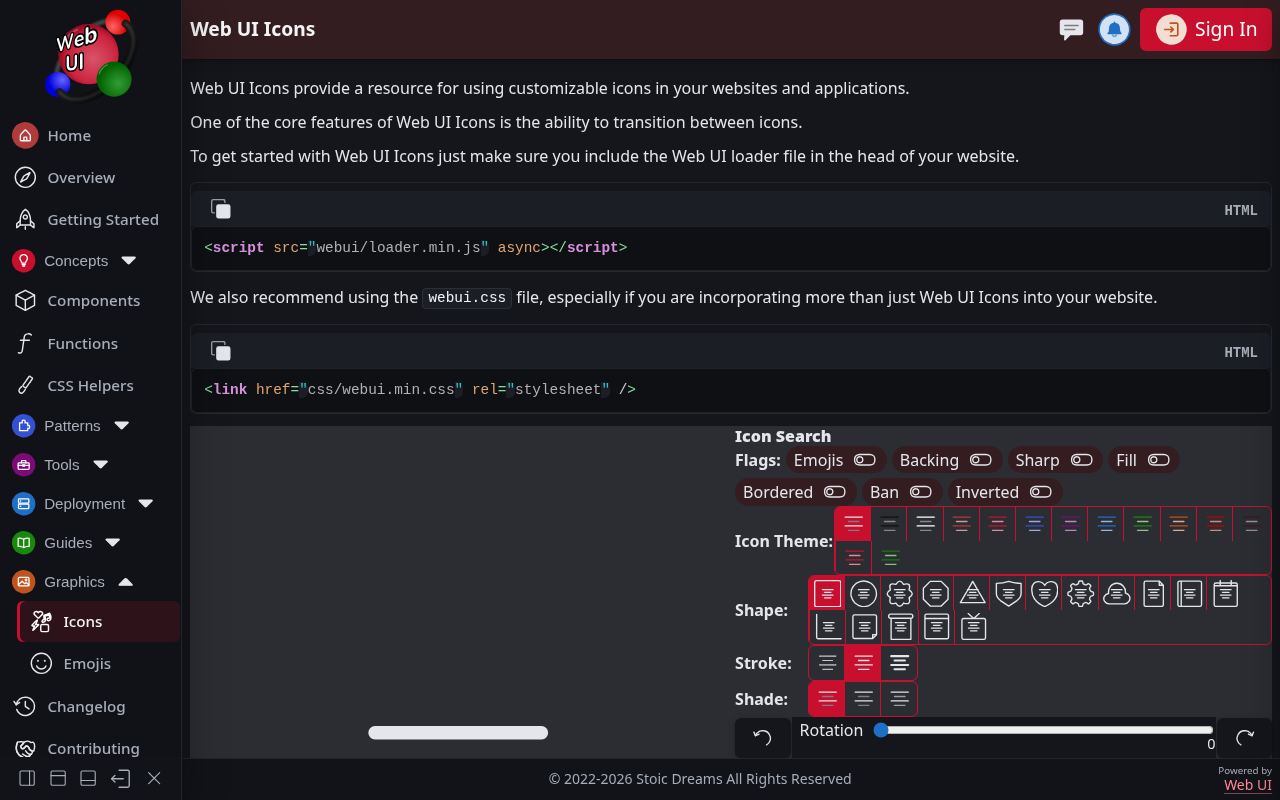 Web
UI
Home
Overview
Getting Started
Concepts
Components
Functions
CSS Helpers
Patterns
Tools
Deployment
Guides
Graphics
Icons
Emojis
Changelog
Contributing
Web UI Icons
Sign In
Web UI Icons provide a resource for using customizable icons in your websites and applications.
One of the core features of Web UI Icons is the ability to transition between icons.
To get started with Web UI Icons just make sure you include the Web UI loader file in the head of your website.
HTML
<script src="webui/loader.min.js" async></script>
We also recommend using the webui.css file, especially if you are incorporating more than just Web UI Icons into your website.
HTML
<link href="css/webui.min.css" rel="stylesheet" />
Icon Search
Flags: Emojis Backing Sharp Fill
Bordered Ban Inverted
Icon Theme:
Shape:
Stroke:
Shade:
Rotation
0
© 2022-2026 Stoic Dreams All Rights Reserved
Powered by
Web UI